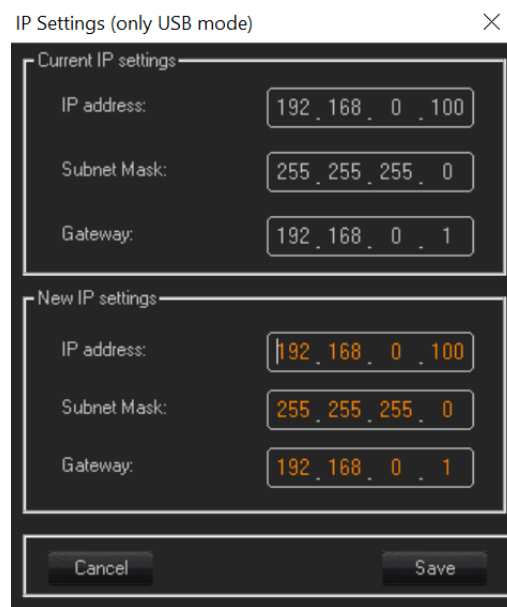 IP Settings (only USB mode)
Current IP settings
IP address: 192 . 168 . 0 . 100
Subnet Mask: 255 . 255 . 255 . 0
Gateway: 192 . 168 . 0 . 1
New IP settings
IP address: 192 . 168 . 0 . 100
Subnet Mask: 255 . 255 . 255 . 0
Gateway: 192 . 168 . 0 . 1
Cancel Save